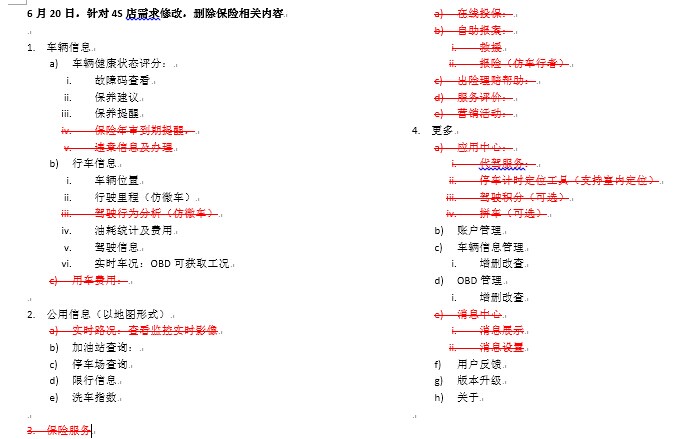 6 月 20 日，针对 4S 店需求修改，删除保险相关内容
1. 车辆信息
a) 车辆健康状态评分：
i. 故障码查看
ii. 保养建议
iii. 保养提醒
iv. 保险年审到期提醒，
v. 违章信息及办理
b) 行车信息
i. 车辆位置
ii. 行驶里程（仿微车）
iii. 驾驶行为分析（仿微车）
iv. 油耗统计及费用
v. 驾驶信息
vi. 实时车况：OBD 可获取工况
c) 用车费用：
2. 公用信息（以地图形式）
a) 实时路况：查看监控实时影像
b) 加油站查询：
c) 停车场查询
d) 限行信息
e) 洗车指数
3. 保险服务
a) 在线投保：
b) 自助报案：
i. 救援
ii. 报险（仿车行者）
c) 出险理赔帮助：
d) 服务评价：
e) 营销活动：
4. 更多
a) 应用中心：
i. 代驾服务：
ii. 停车计时定位工具（支持室内定位）
iii. 驾驶积分（可选）
iv. 拼车（可选）
b) 账户管理
c) 车辆信息管理
i. 增删改查
d) OBD 管理
i. 增删改查
e) 消息中心
i. 消息展示
ii. 消息设置
f) 用户反馈
g) 版本升级
h) 关于